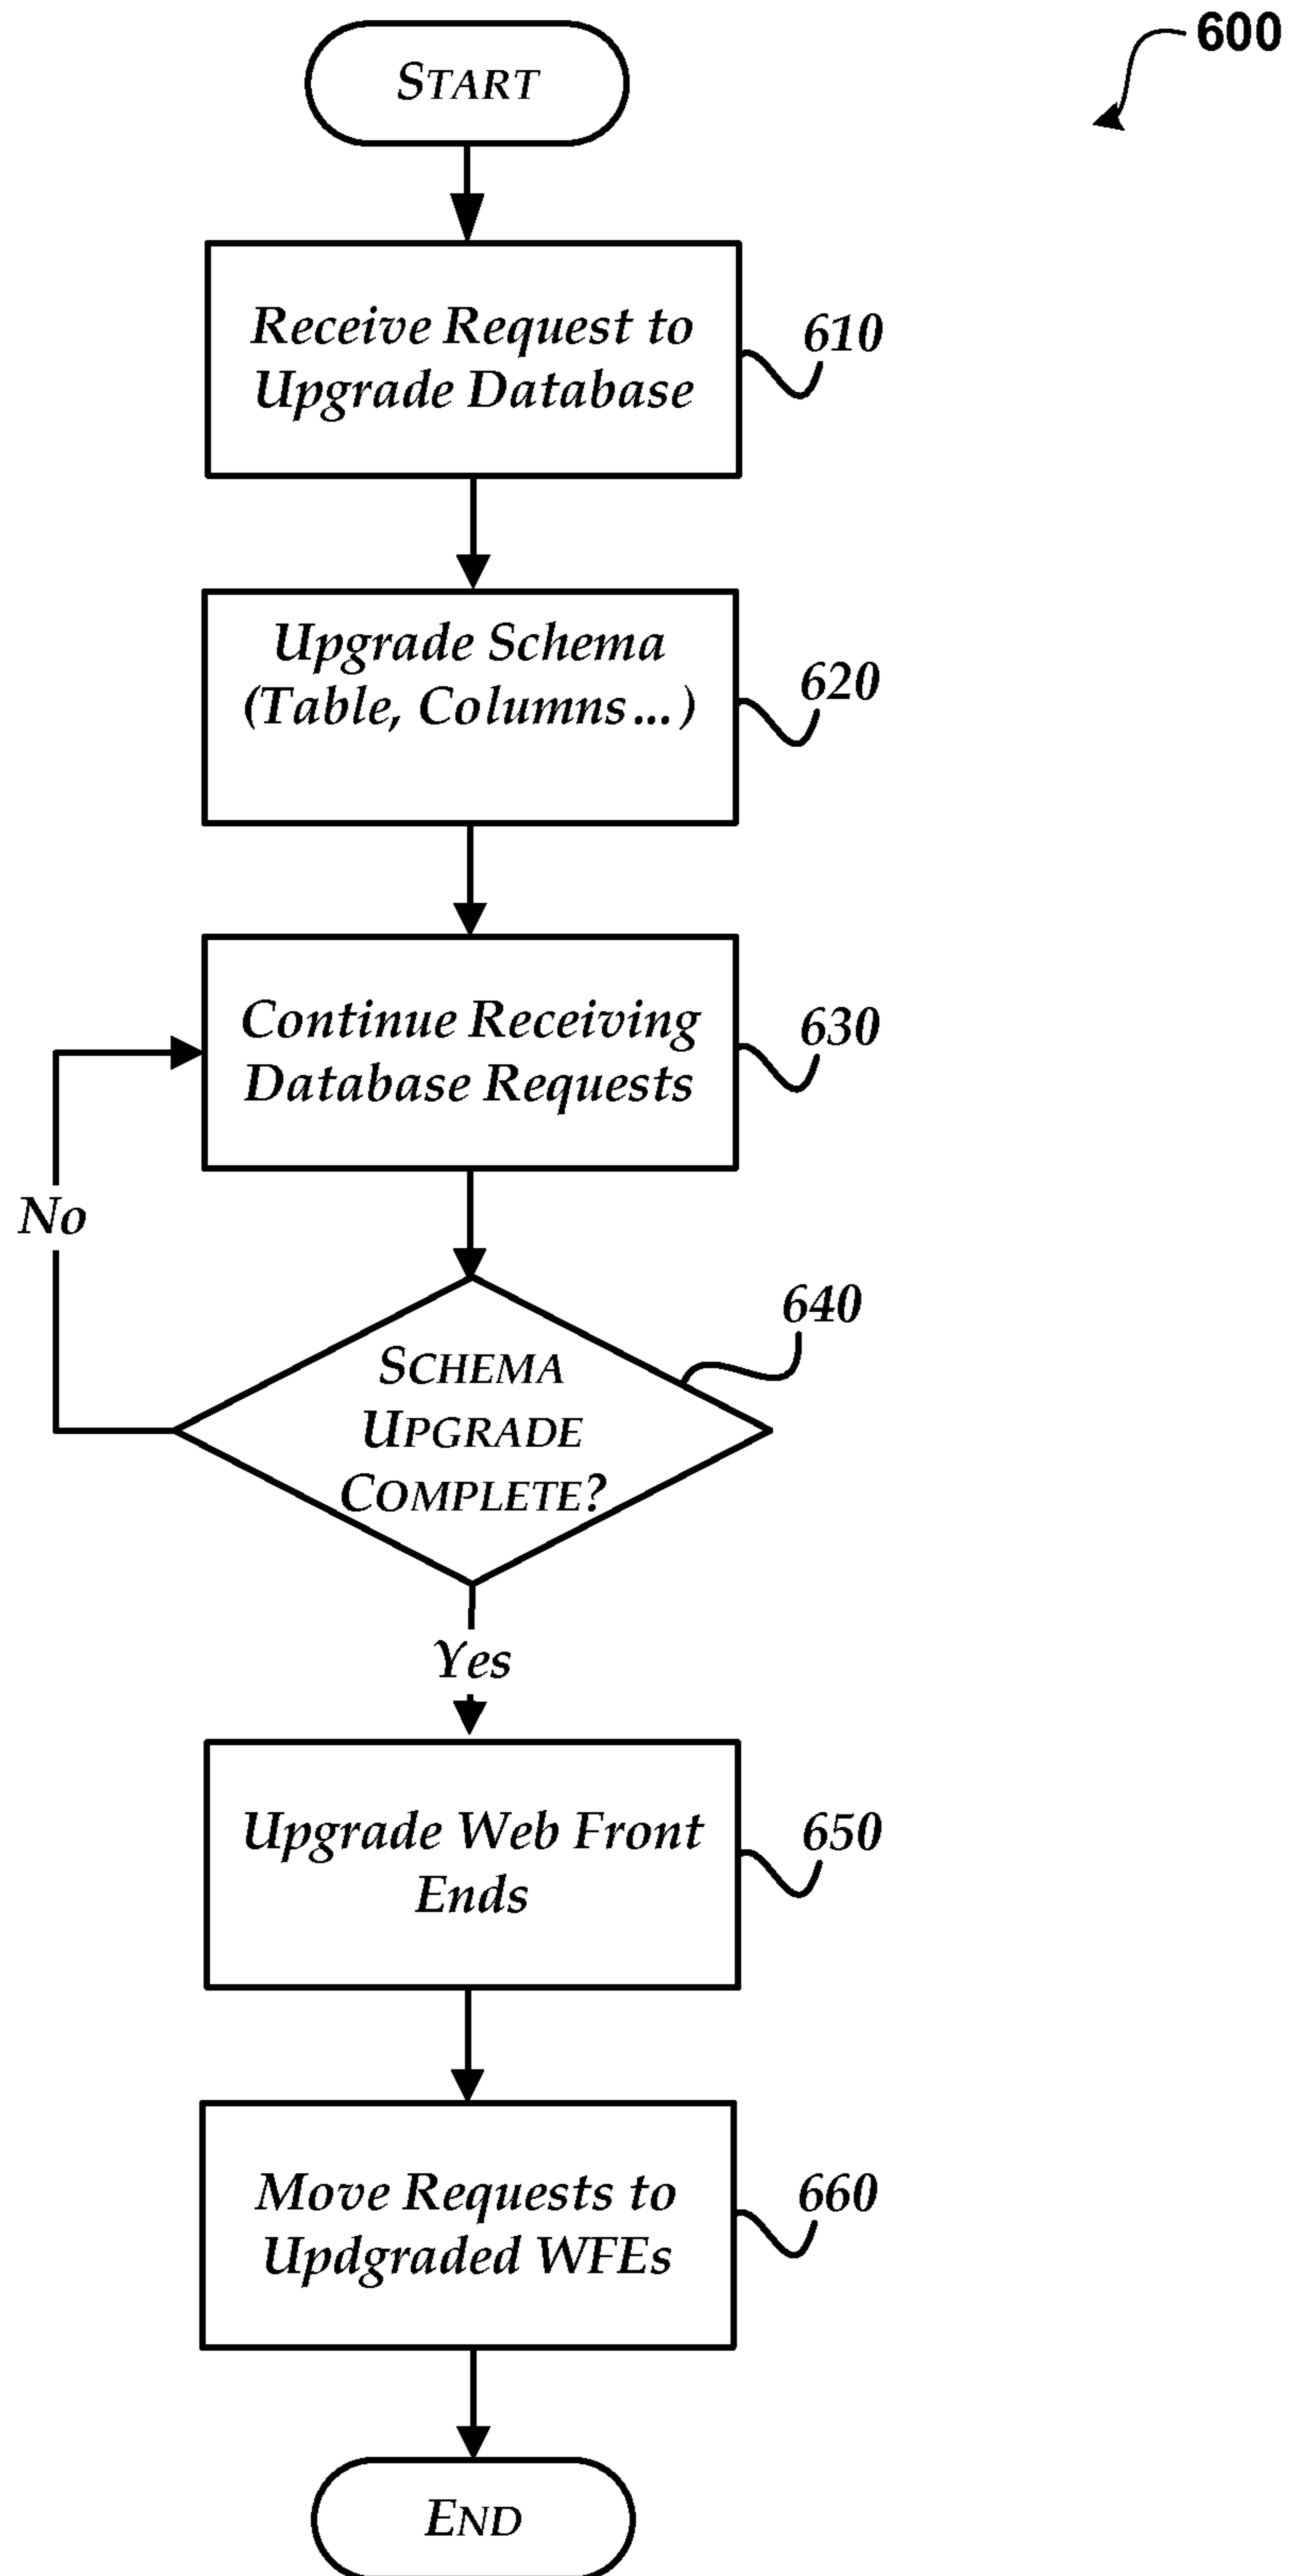 600
START
Receive Request to
Upgrade Database
610
Upgrade Schema
(Table, Columns...)
620
Continue Receiving
Database Requests
630
No
640
SCHEMA
UPGRADE
COMPLETE?
Yes
Upgrade Web Front
Ends
650
Move Requests to
Updgraded WFEs
660
END